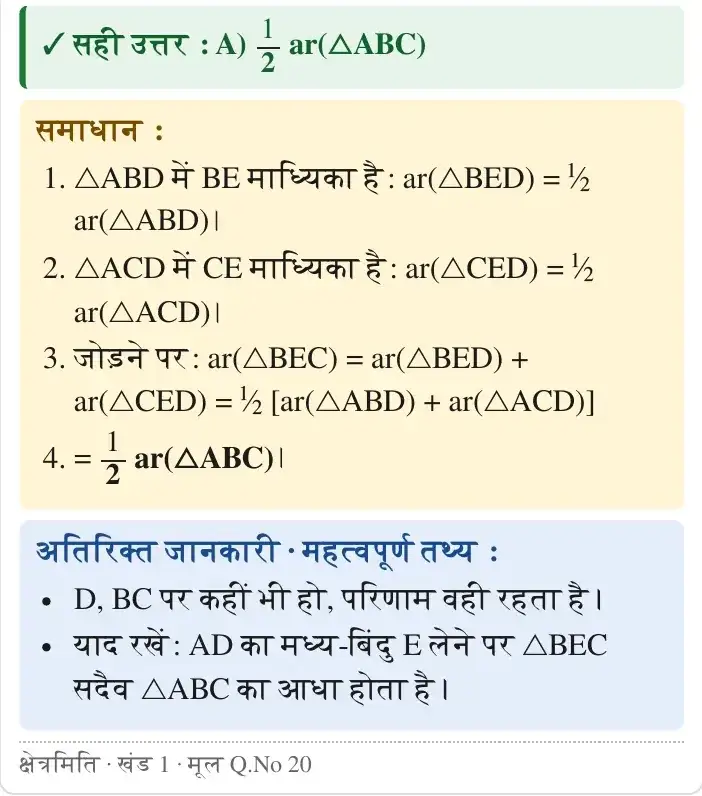 ✓ सही उत्तर : A) 1/2 ar(△ABC)
समाधान :
1. △ABD में BE माध्यिका है : ar(△BED) = ½
ar(△ABD)।
2. △ACD में CE माध्यिका है : ar(△CED) = ½
ar(△ACD)।
3. जोड़ने पर : ar(△BEC) = ar(△BED) +
ar(△CED) = ½ [ar(△ABD) + ar(△ACD)]
4. = 1/2 ar(△ABC)।
अतिरिक्त जानकारी · महत्वपूर्ण तथ्य :
• D, BC पर कहीं भी हो, परिणाम वही रहता है।
• याद रखें : AD का मध्य-बिंदु E लेने पर △BEC
सदैव △ABC का आधा होता है।
क्षेत्रमिति · खंड 1 · मूल Q.No 20